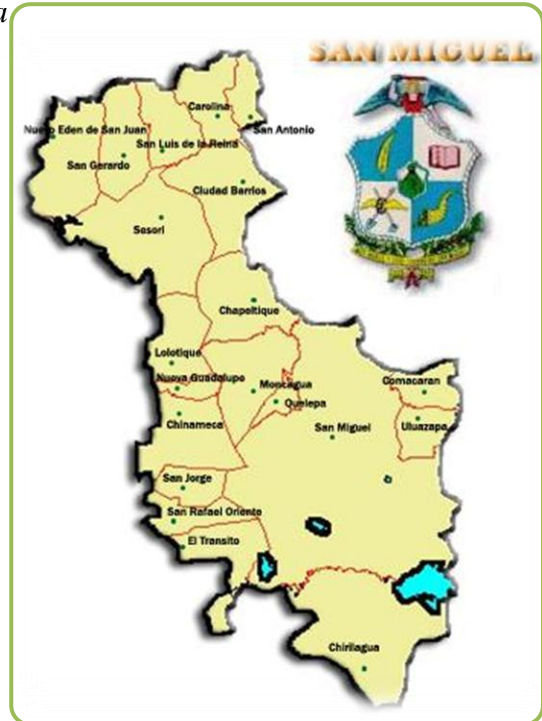 a
SAN MIGUEL
Carolina
Nuevo Eden de San Juan
San Luis de la Reina
San Antonio
San Gerardo
Ciudad Barrios
Sesori
Chapeltique
Lolotique
Nueva Guadalupe
Moncagua
Comacaran
Quelepa
Chinameca
San Miguel
Uluazapa
San Jorge
San Rafael Oriente
El Transito
Chirilagua